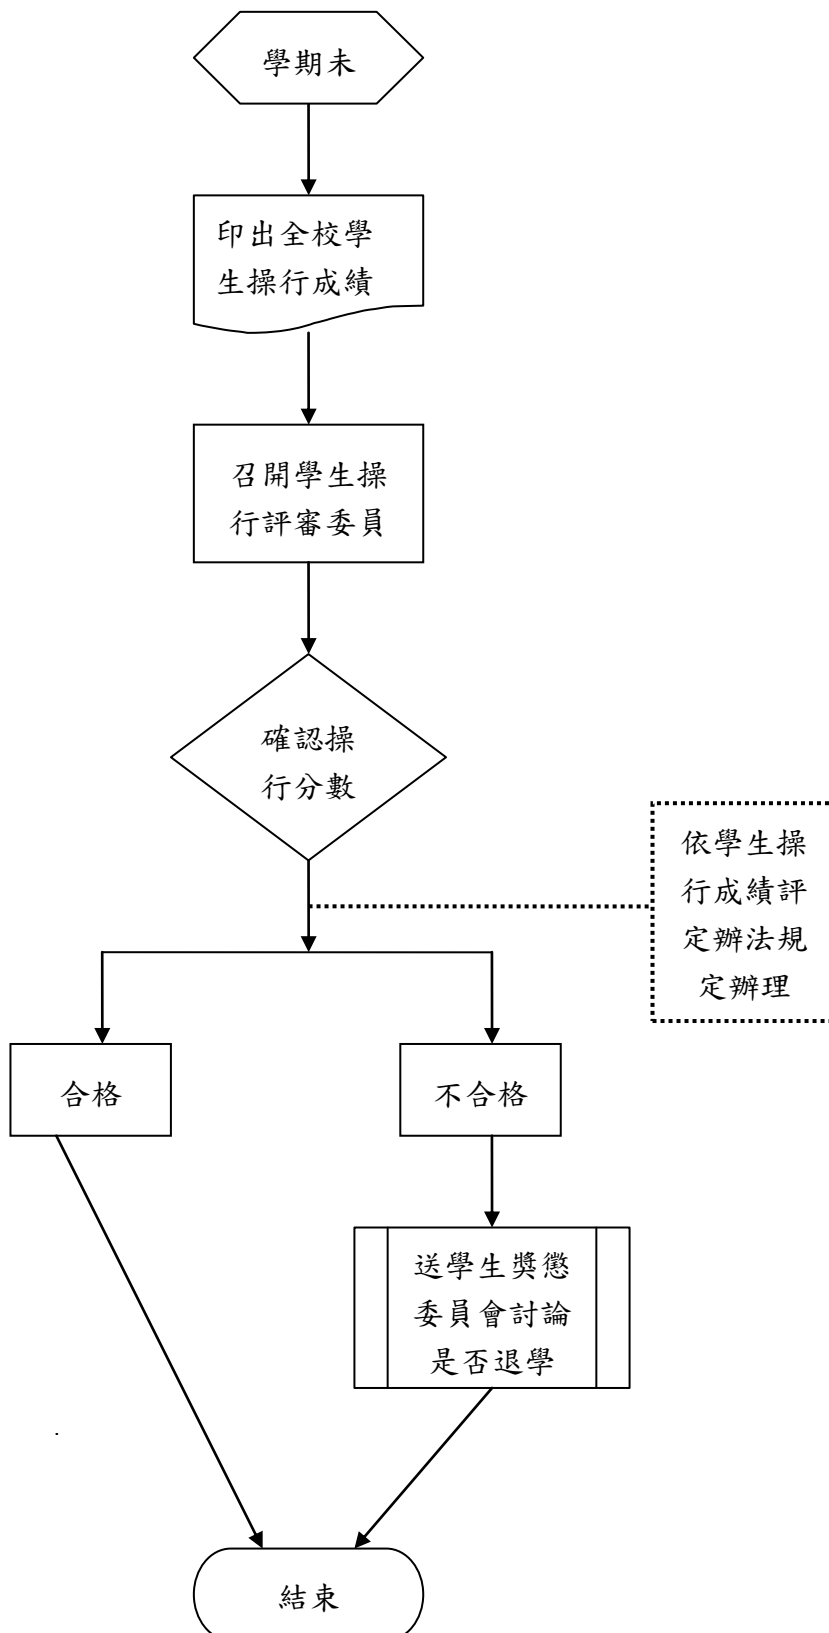 學期未
印出全校學
生操行成績
召開學生操
行評審委員
確認操
行分數
依學生操
行成績評
定辦法規
定辦理
合格
不合格
送學生獎懲
委員會討論
是否退學
結束